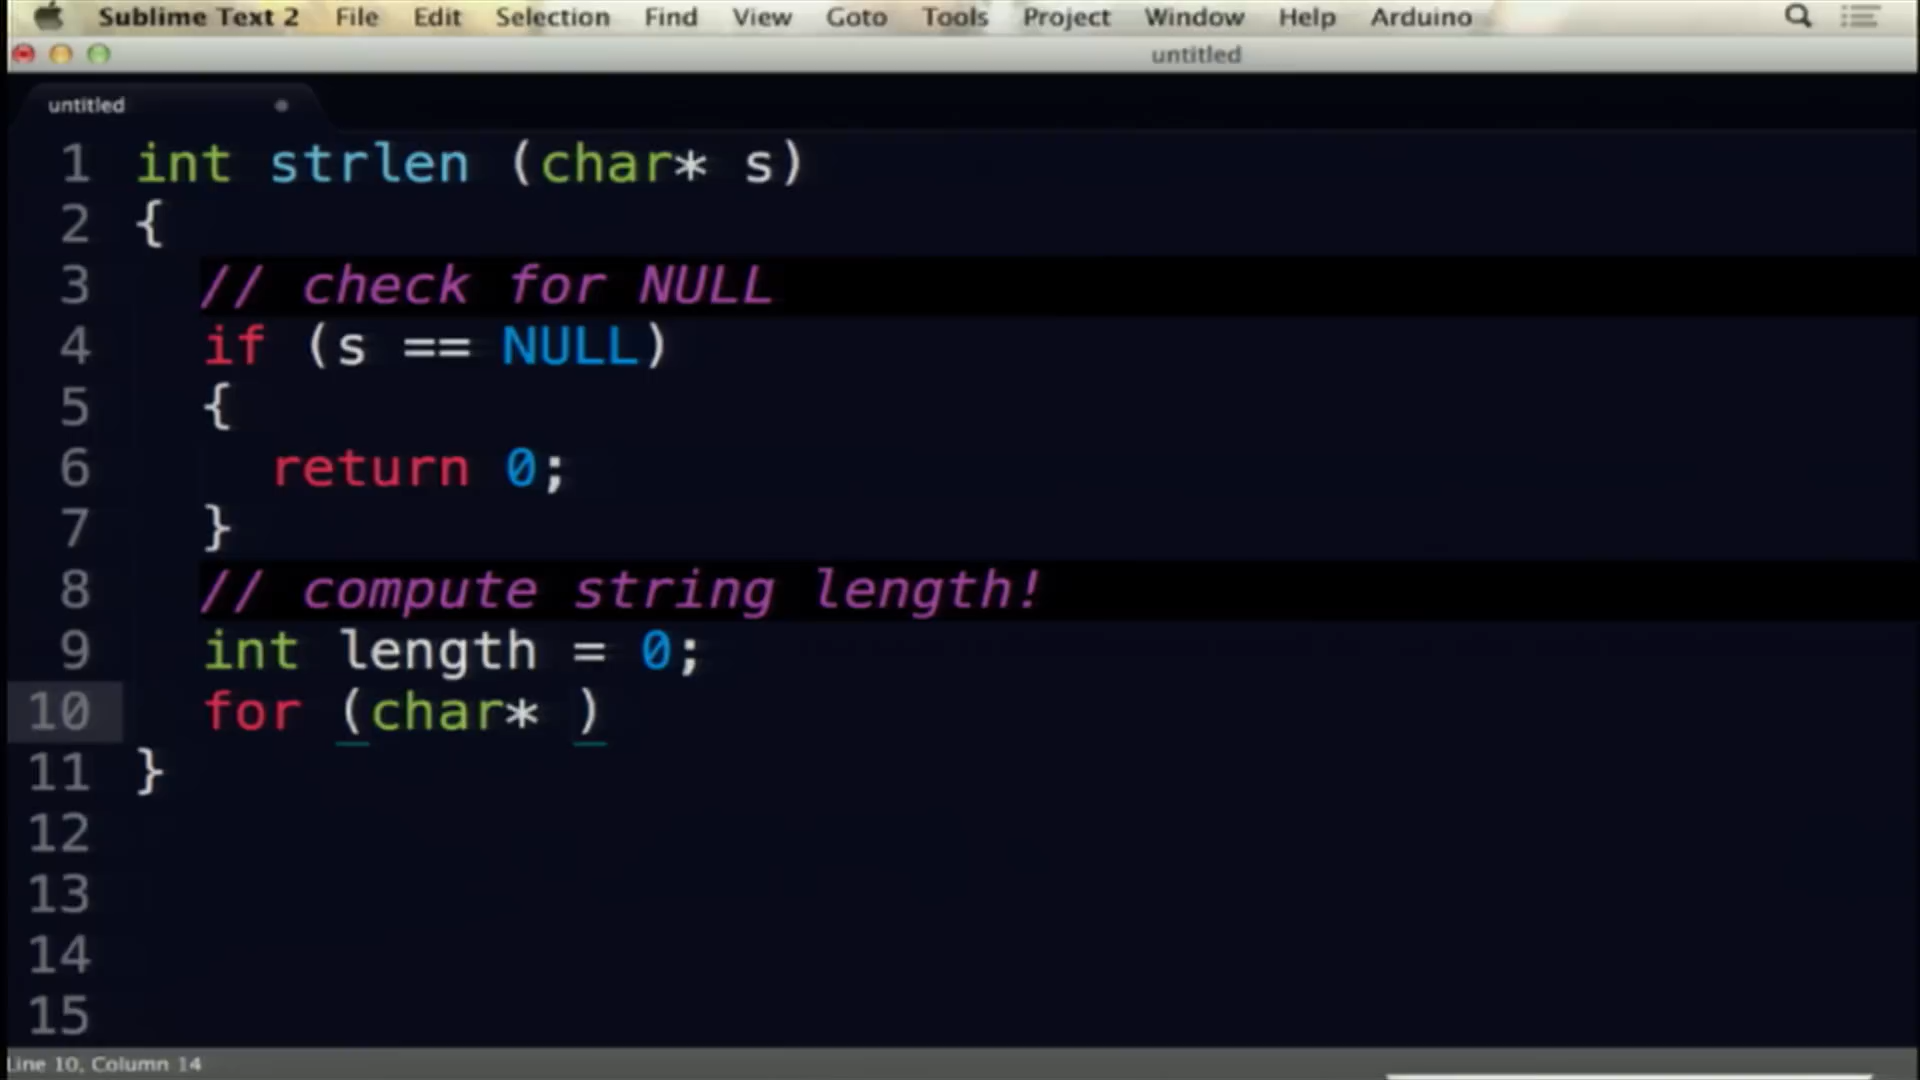 Sublime Text 2 File Edit Selection Find View Goto Tools Project Window Help Arduino
untitled
untitled
1 int strlen (char* s)
2 {
3 // check for NULL
4 if (s == NULL)
5 {
6 return 0;
7 }
8 // compute string length!
9 int length = 0;
10 for (char* )
11 }
12
13
14
15
Line 10, Column 14